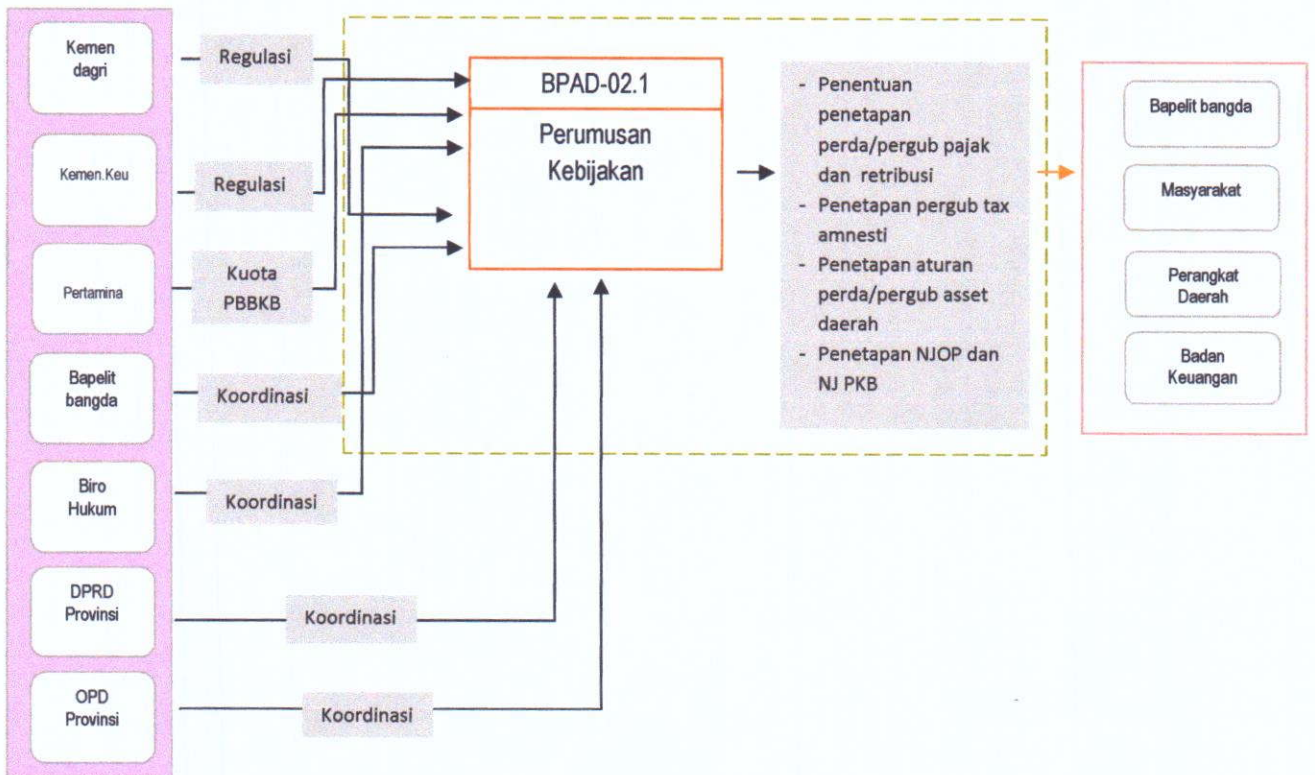 Kemen
dagri
Kemen.Keu
Pertamina
Bapelit
bangda
Biro
Hukum
DPRD
Provinsi
OPD
Provinsi
Regulasi
Regulasi
Kuota
PBBKB
Koordinasi
Koordinasi
Koordinasi
Koordinasi
BPAD-02.1
Perumusan
Kebijakan
- Penentuan
penetapan
perda/pergub pajak
dan retribusi
- Penetapan pergub tax
amnesti
- Penetapan aturan
perda/pergub asset
daerah
- Penetapan NJOP dan
NJ PKB
Bapelit bangda
Masyarakat
Perangkat
Daerah
Badan
Keuangan